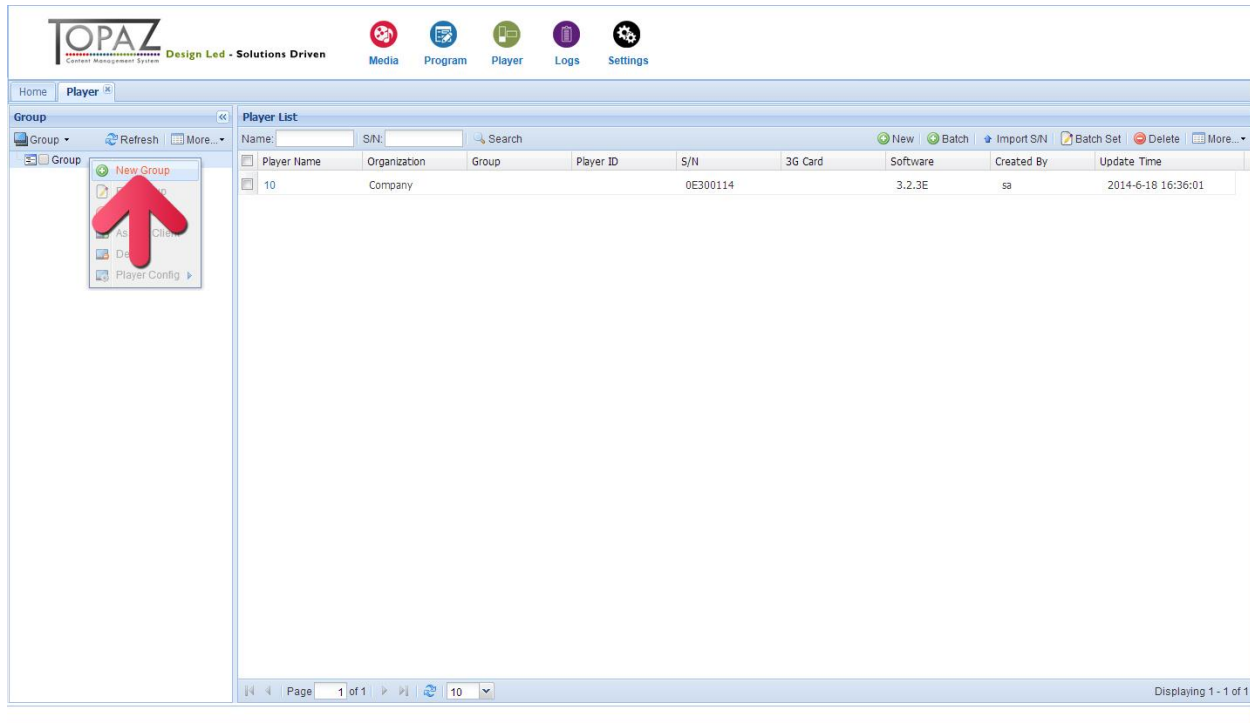 TOPAZ
Content Management System
Design Led - Solutions Driven
Media Program Player Logs Settings
Home Player
Group
Player List
Group Refresh More...
Name: S/N: Search New Batch Import S/N Batch Set Delete More...
Group
Player Name Organization Group Player ID S/N 3G Card Software Created By Update Time
New Group
10 Company 0E300114 3.2.3E sa 2014-6-18 16:36:01
Player Config
Page 1 of 1 10 Displaying 1 - 1 of 1